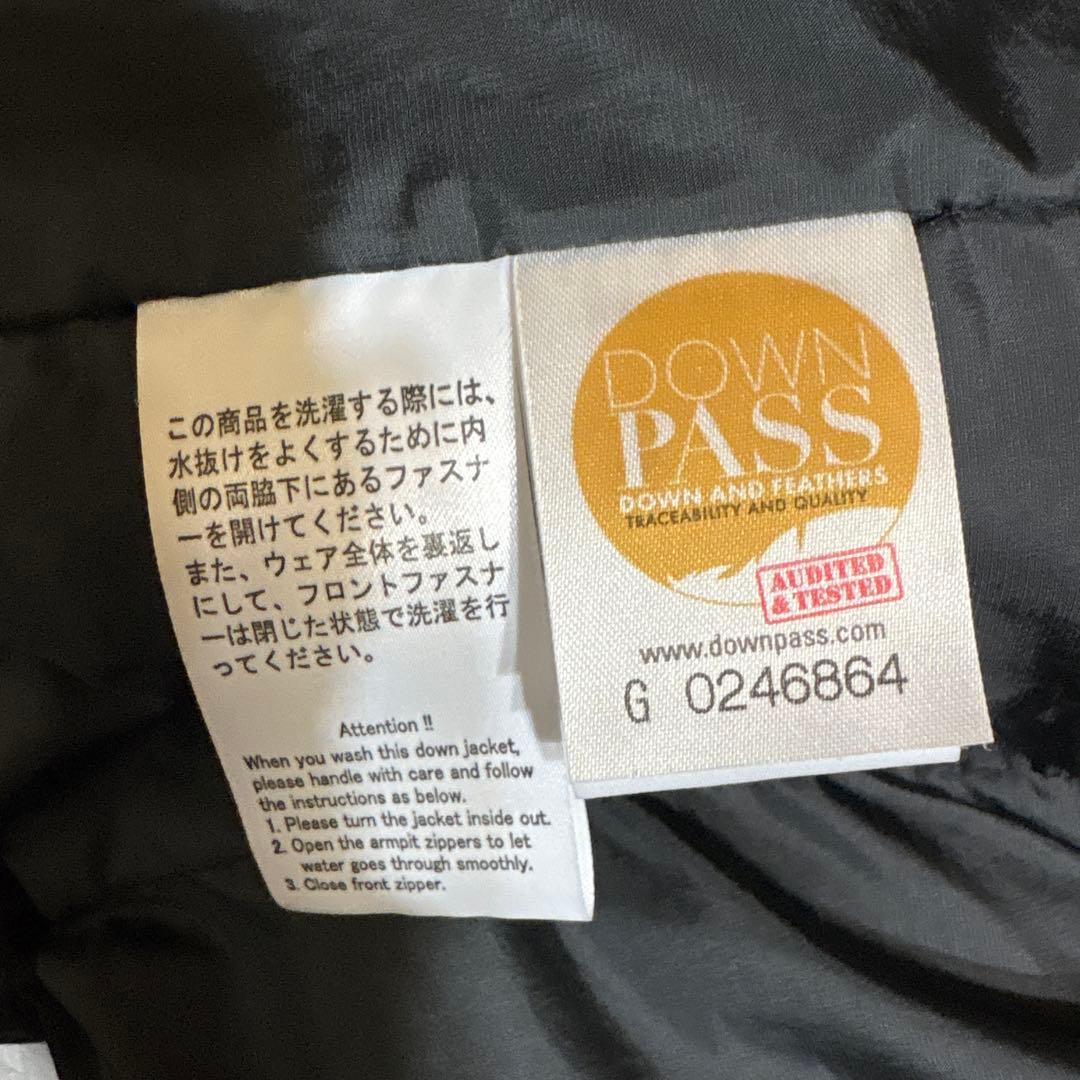 この商品を洗濯する際には、
水抜けをよくするために内
側の両脇下にあるファスナ
ーを開けてください。
また、ウェア全体を裏返し
にして、フロントファスナ
ーは閉じた状態で洗濯を行
ってください。
Attention !!
When you wash this down jacket,
please handle with care and follow
the instructions as below.
1. Please turn the jacket inside out.
2. Open the armpit zippers to let
water goes through smoothly.
3. Close front zipper.
DOWN
PASS
DOWN AND FEATHERS
TRACEABILITY AND QUALITY
AUDITED
& TESTED
www.downpass.com
G 0246864